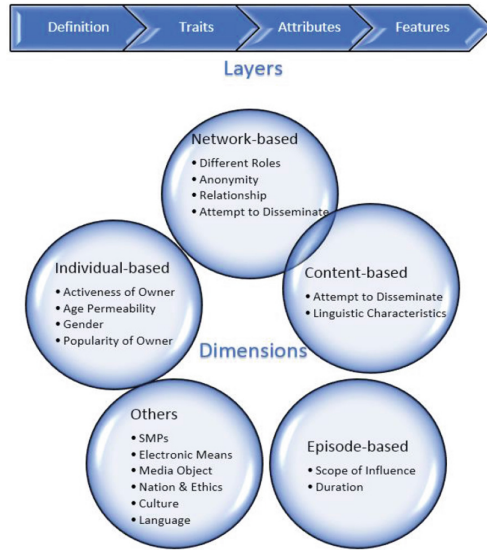 Definition
Traits
Attributes
Features
Layers
Network-based
• Different Roles
• Anonymity
• Relationship
• Attempt to Disseminate
Individual-based
• Activeness of Owner
• Age Permeability
• Gender
• Popularity of Owner
Content-based
• Attempt to Disseminate
• Linguistic Characteristics
Dimensions
Others
• SMPs
• Electronic Means
• Media Object
• Nation & Ethics
• Culture
• Language
Episode-based
• Scope of Influence
• Duration